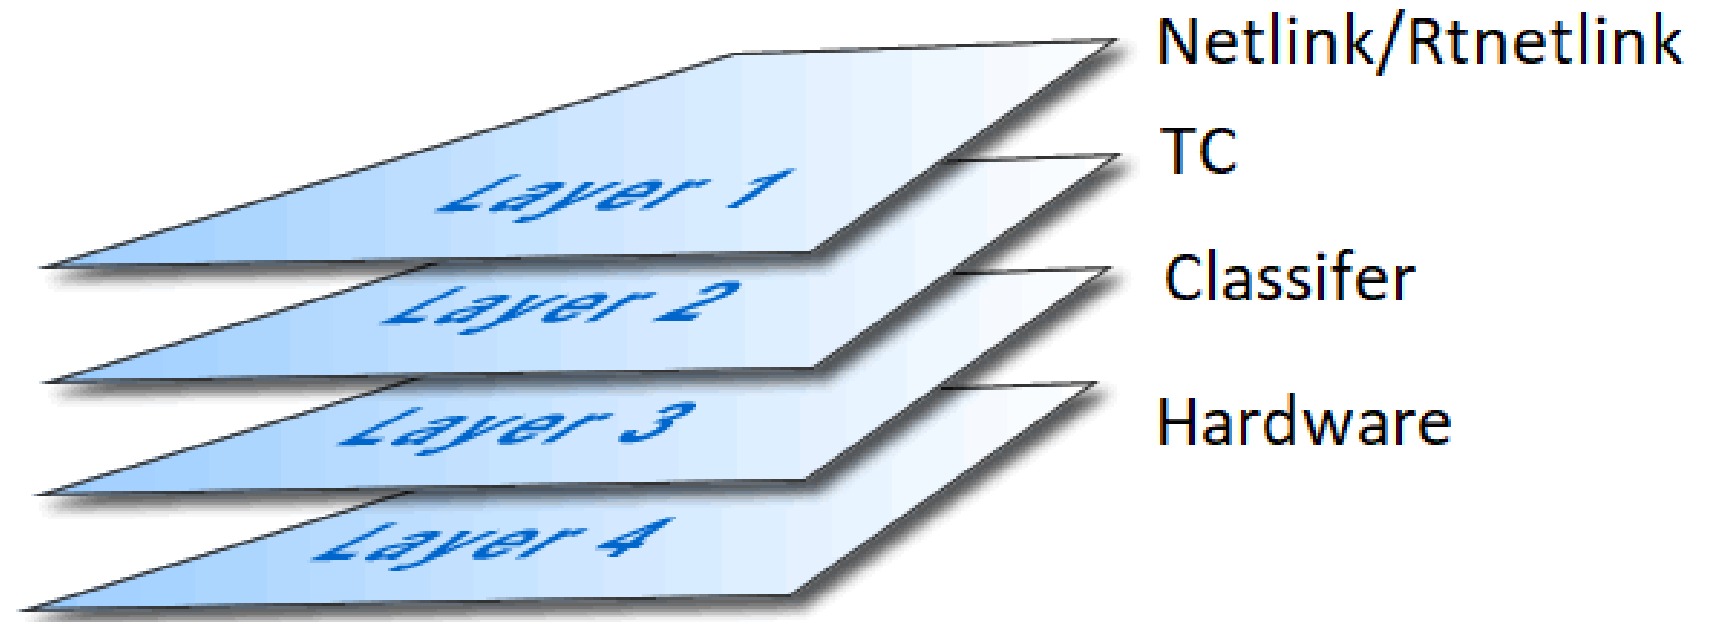 Netlink/Rtnetlink
Layer 1
TC
Layer 2
Classifer
Layer 3
Hardware
Layer 4